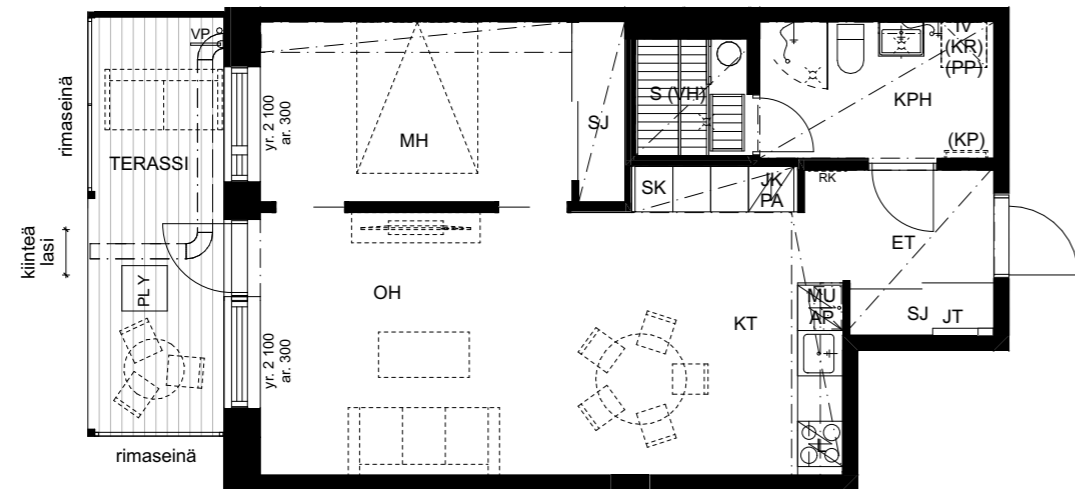 VP
rimaseinä
TERASSI
yr. 2 100
ar. 300
MH
SJ
S (VH)
IV
(KR)
(PP)
KPH
(KP)
SK
JK
PA
RK
ET
kiinteä
lasi
PL Y
OH
KT
MU
AP
SJ
JT
yr. 2 100
ar. 300
L
rimaseinä